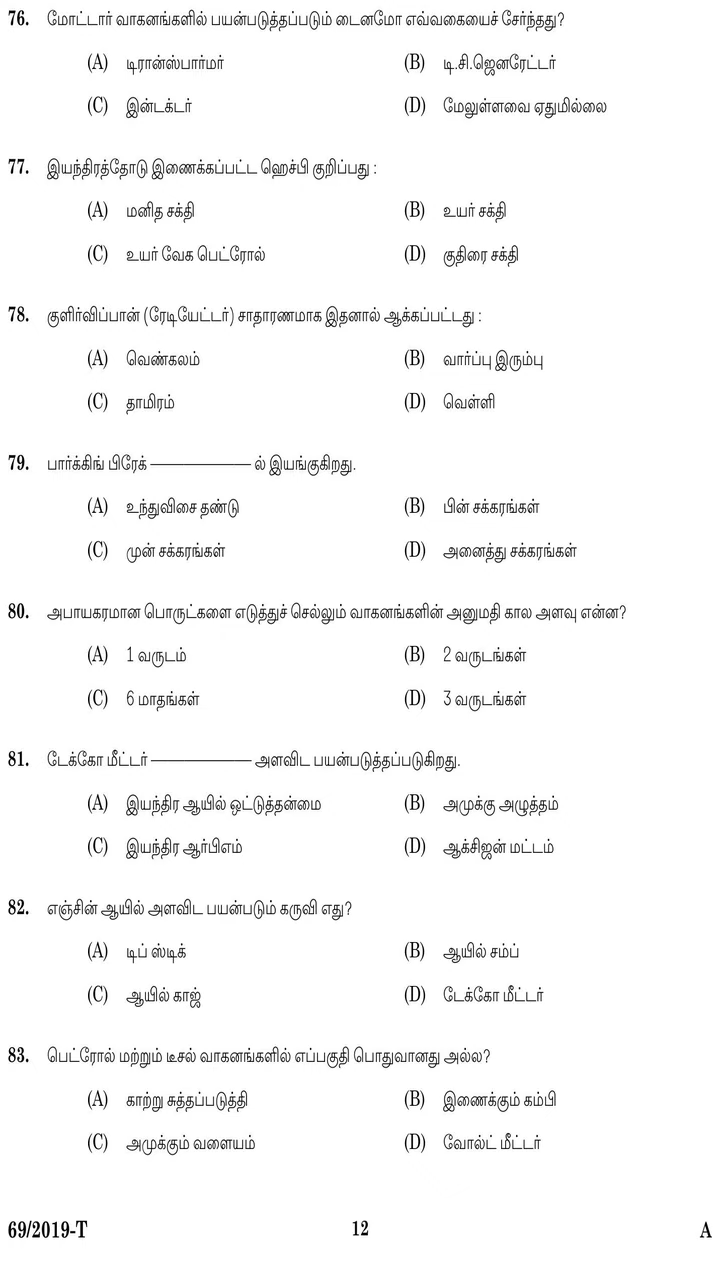 76. மோட்டார் வாகனங்களில் பயன்படுத்தப்படும் டைனமோ எவ்வகையைச் சேர்ந்தது?
(A) டிரான்ஸ்பார்மர் (B) டி.சி.ஜெனரேட்டர்
(C) இன்டக்டர் (D) மேலுள்ளவை ஏதுமில்லை
77. இயந்திரத்தோடு இணைக்கப்பட்ட ஹெச்பி குறிப்பது :
(A) மனித சக்தி (B) உயர் சக்தி
(C) உயர் வேக பெட்ரோல் (D) குதிரை சக்தி
78. குளிர்விப்பான் (ரேடியேட்டர்) சாதாரணமாக இதனால் ஆக்கப்பட்டது :
(A) வெண்கலம் (B) வார்ப்பு இரும்பு
(C) தாமிரம் (D) வெள்ளி
79. பார்க்கிங் பிரேக் ————— ல் இயங்குகிறது.
(A) உந்துவிசை தண்டு (B) பின் சக்கரங்கள்
(C) முன் சக்கரங்கள் (D) அனைத்து சக்கரங்கள்
80. அபாயகரமான பொருட்களை எடுத்துச் செல்லும் வாகனங்களின் அனுமதி கால அளவு என்ன?
(A) 1 வருடம் (B) 2 வருடங்கள்
(C) 6 மாதங்கள் (D) 3 வருடங்கள்
81. டேக்கோ மீட்டர் ————— அளவிட பயன்படுத்தப்படுகிறது.
(A) இயந்திர ஆயில் ஒட்டுத்தன்மை (B) அமுக்கு அழுத்தம்
(C) இயந்திர ஆர்பிஎம் (D) ஆக்சிஜன் மட்டம்
82. எஞ்சின் ஆயில் அளவிட பயன்படும் கருவி எது?
(A) டிப் ஸ்டிக் (B) ஆயில் சம்ப்
(C) ஆயில் காஜ் (D) டேக்கோ மீட்டர்
83. பெட்ரோல் மற்றும் டீசல் வாகனங்களில் எப்பகுதி பொதுவானது அல்ல?
(A) காற்று சுத்தப்படுத்தி (B) இணைக்கும் கம்பி
(C) அமுக்கும் வளையம் (D) வோல்ட் மீட்டர்
69/2019-T 12 A